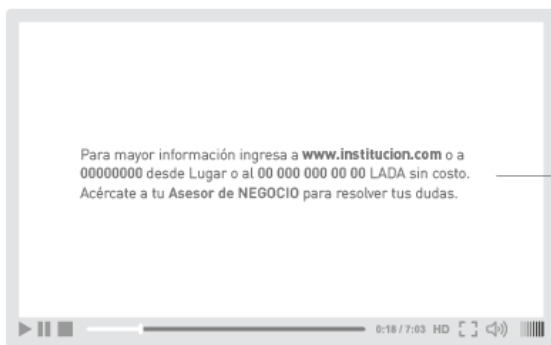 Para mayor información ingresa a www.institucion.com o a
00000000 desde Lugar o al 00 000 000 00 00 LADA sin costo.
Acércate a tu Asesor de NEGOCIO para resolver tus dudas.
0:18 / 7:03 HD